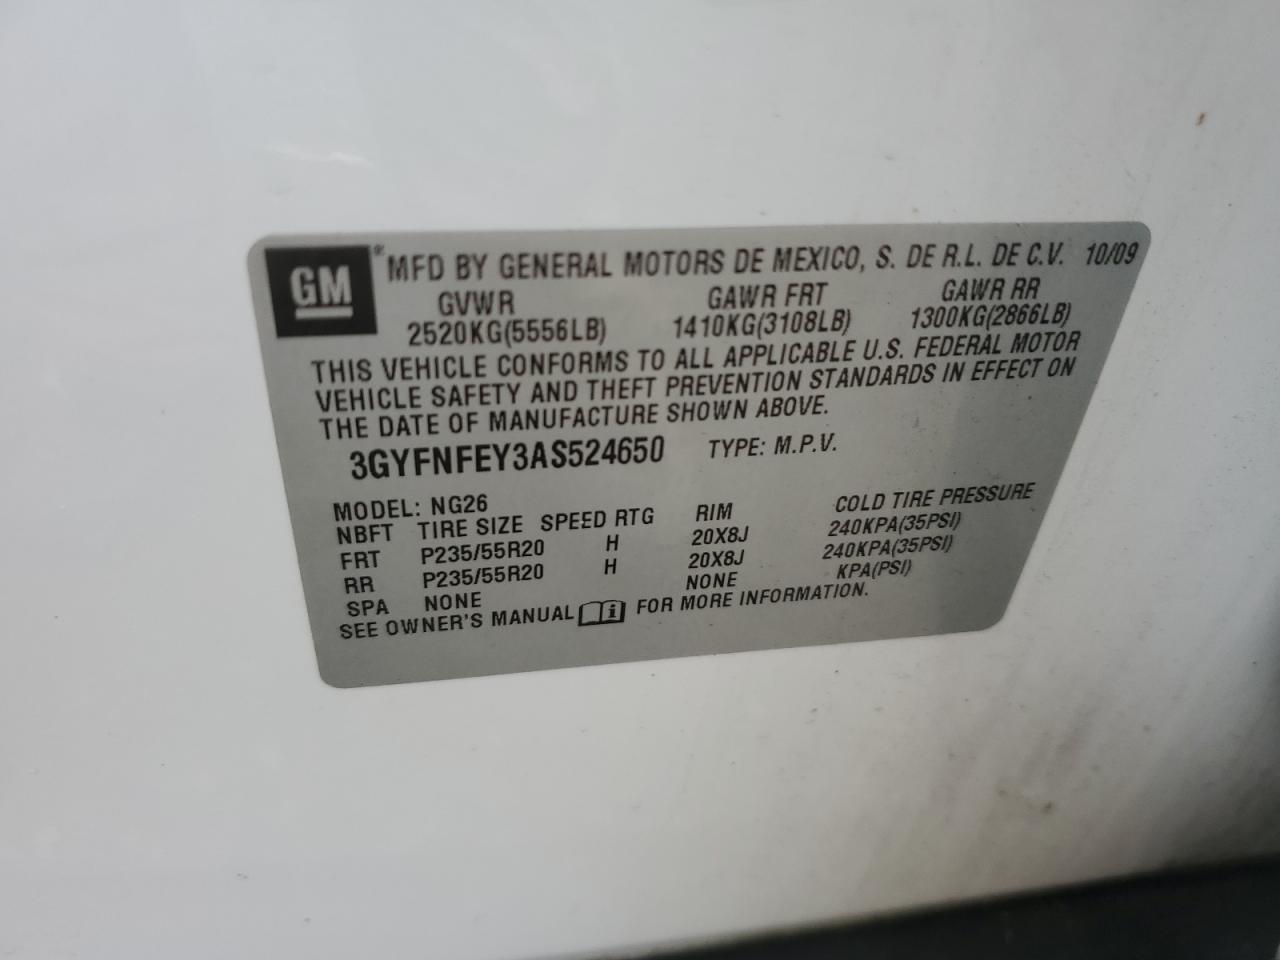 GM ® MFD BY GENERAL MOTORS DE MEXICO, S. DE R.L. DE C.V. 10/09
GVWR GAWR FRT GAWR RR
2520KG(5556LB) 1410KG(3108LB) 1300KG(2866LB)
THIS VEHICLE CONFORMS TO ALL APPLICABLE U.S. FEDERAL MOTOR
VEHICLE SAFETY AND THEFT PREVENTION STANDARDS IN EFFECT ON
THE DATE OF MANUFACTURE SHOWN ABOVE.
3GYFNFEY3AS524650 TYPE: M.P.V.
MODEL: NG26
NBFT TIRE SIZE SPEED RTG RIM COLD TIRE PRESSURE
FRT P235/55R20 H 20X8J 240KPA(35PSI)
RR P235/55R20 H 20X8J 240KPA(35PSI)
SPA NONE NONE KPA(PSI)
SEE OWNER'S MANUAL i FOR MORE INFORMATION.